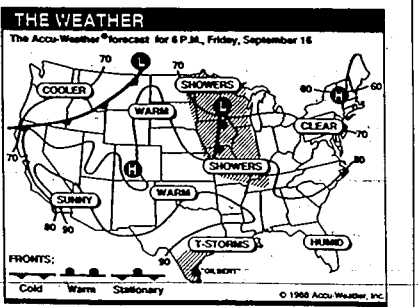 THE WEATHER
The Accu-Weather® forecast for 6 P.M., Friday, September 16
70
L
70
SHOWERS
60
H
60
COOLER
L
WARM
CLEAR
70
70
H
SHOWERS
80
SUNNY
WARM
80
90
T-STORMS
HUMID
90
"GILBERT"
FRONTS:
Cold
Warm
Stationary
© 1988 Accu-Weather, Inc.